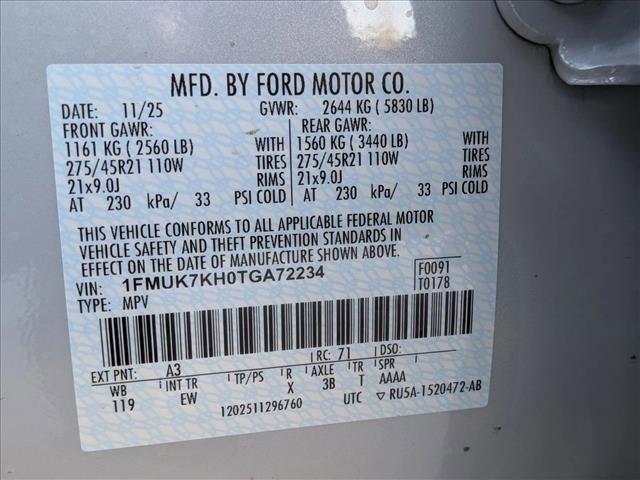 MFD. BY FORD MOTOR CO.
DATE: 11/25 GVWR: 2644 KG ( 5830 LB)
FRONT GAWR: REAR GAWR:
1161 KG ( 2560 LB) WITH 1560 KG ( 3440 LB) WITH
275/45R21 110W TIRES 275/45R21 110W TIRES
21x9.0J RIMS 21x9.0J RIMS
AT 230 kPa/ 33 PSI COLD AT 230 kPa/ 33 PSI COLD
THIS VEHICLE CONFORMS TO ALL APPLICABLE FEDERAL MOTOR
VEHICLE SAFETY AND THEFT PREVENTION STANDARDS IN
EFFECT ON THE DATE OF MANUFACTURE SHOWN ABOVE.
VIN: 1FMUK7KH0TGA72234 F0091
TYPE: MPV T0178
EXT PNT: A3 RC: 71 DSO:
WB INT TR TP/PS R AXLE TR SPR
119 EW X 3B T AAAA
1202511296760 UTC ▽ RU5A-1520472-AB